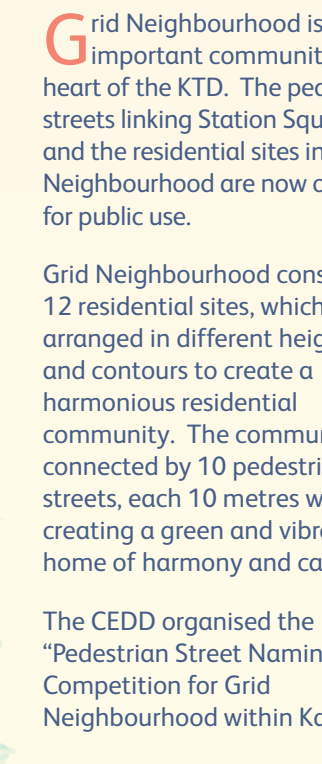 Grid Neighbourhood is
important communit
heart of the KTD. The ped
streets linking Station Squ
and the residential sites in
Neighbourhood are now o
for public use.
Grid Neighbourhood cons
12 residential sites, which
arranged in different heig
and contours to create a
harmonious residential
community. The commu
connected by 10 pedestri
streets, each 10 metres w
creating a green and vibra
home of harmony and ca
The CEDD organised the
“Pedestrian Street Namin
Competition for Grid
Neighbourhood within Ka